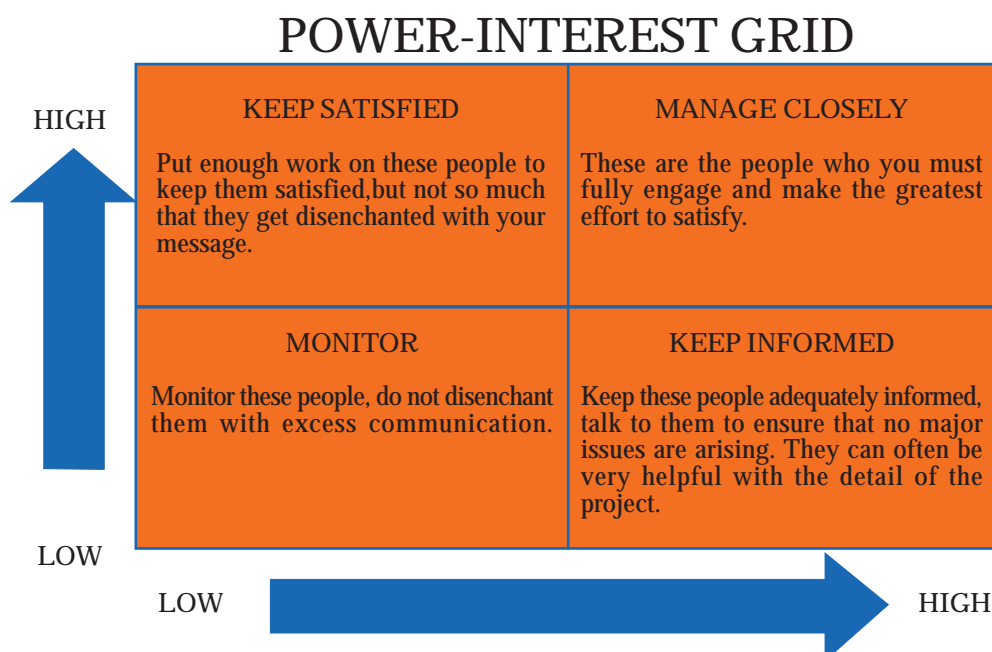 POWER-INTEREST GRID
HIGH
KEEP SATISFIED
Put enough work on these people to
keep them satisfied,but not so much
that they get disenchanted with your
message.
MANAGE CLOSELY
These are the people who you must
fully engage and make the greatest
effort to satisfy.
MONITOR
Monitor these people, do not disenchant
them with excess communication.
KEEP INFORMED
Keep these people adequately informed,
talk to them to ensure that no major
issues are arising. They can often be
very helpful with the detail of the
project.
LOW
LOW
HIGH